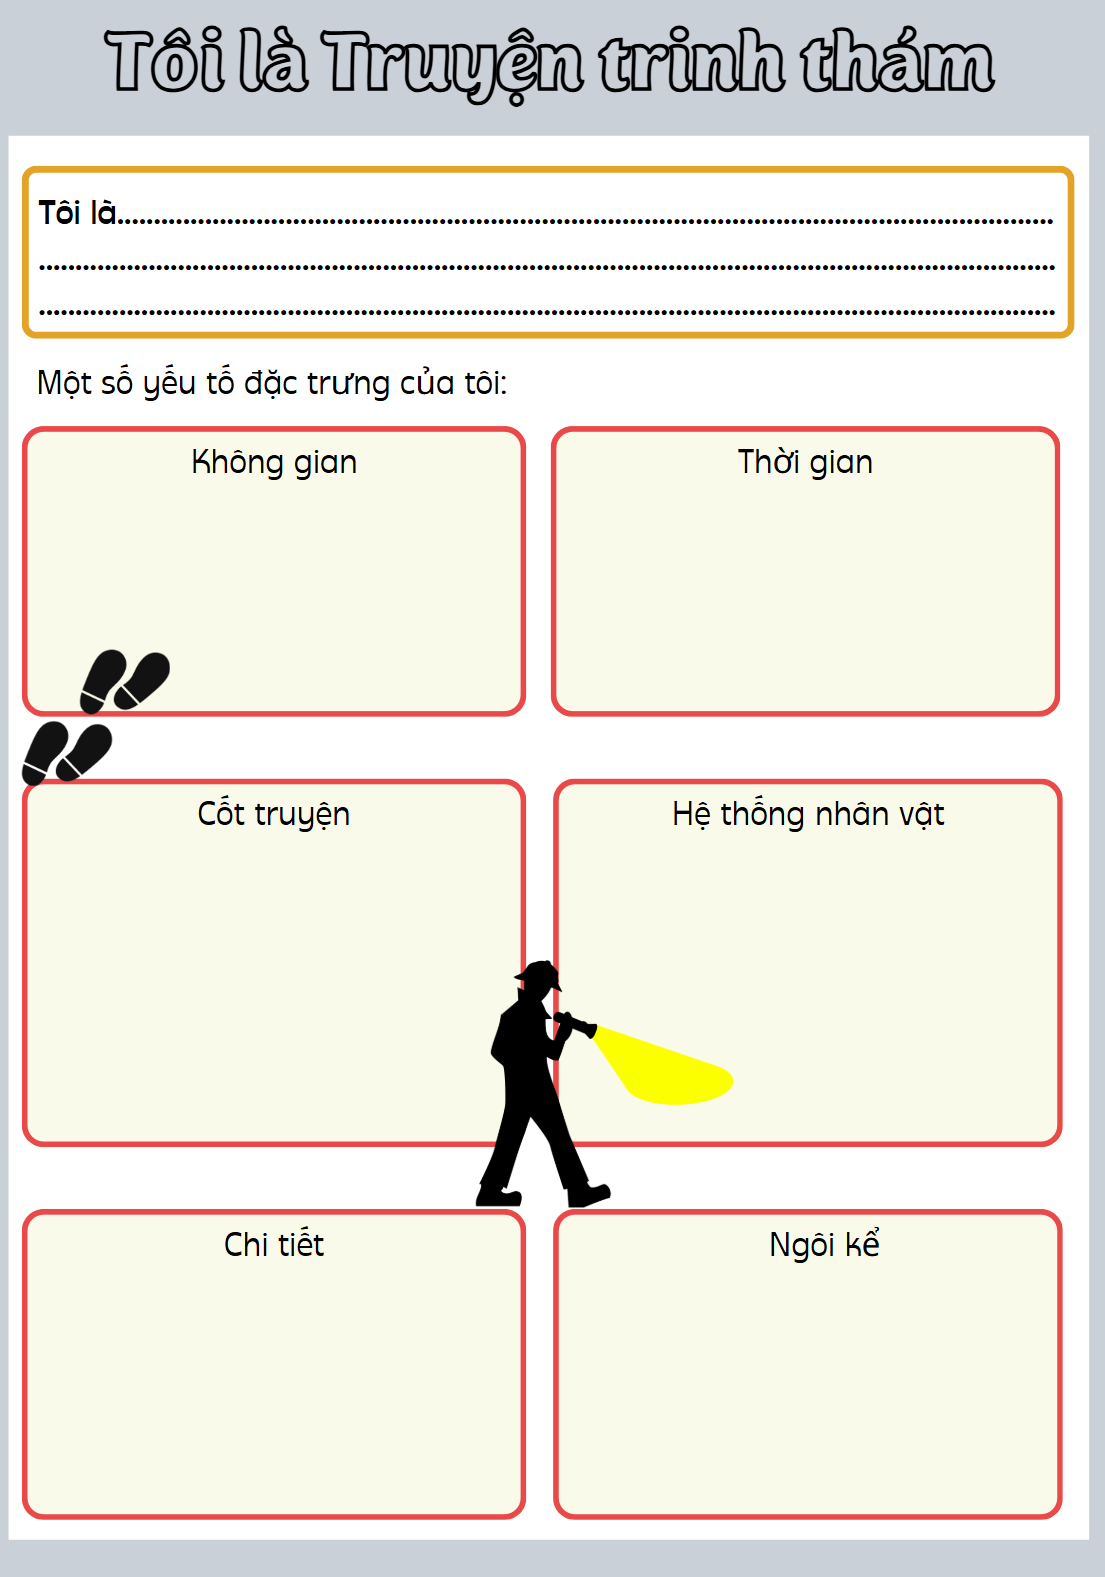 Tôi là Truyện trinh thám
Tôi là................................................................................................................................
...........................................................................................................................................
...........................................................................................................................................
Một số yếu tố đặc trưng của tôi:
Không gian
Thời gian
Cốt truyện
Hệ thống nhân vật
Chi tiết
Ngôi kể